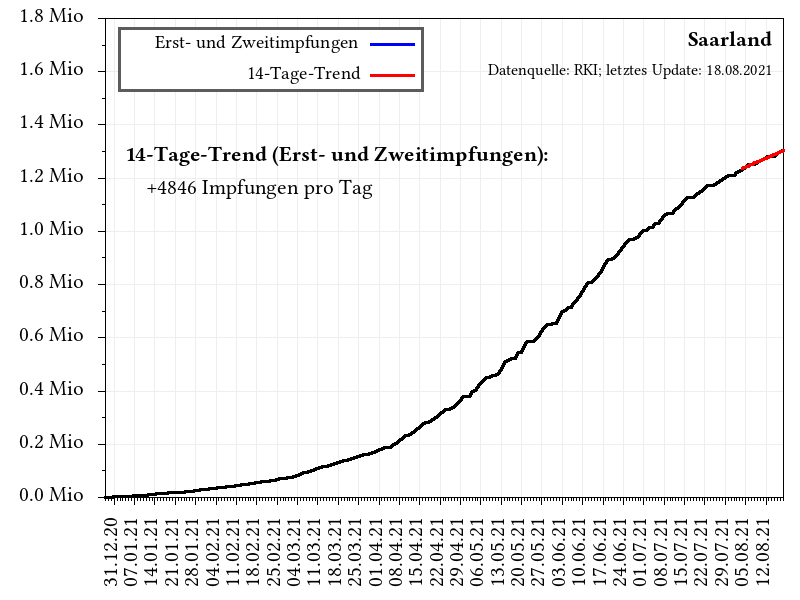 1.8 Mio
1.6 Mio
1.4 Mio
1.2 Mio
1.0 Mio
0.8 Mio
0.6 Mio
0.4 Mio
0.2 Mio
0.0 Mio
Erst- und Zweitimpfungen
14-Tage-Trend
Saarland
Datenquelle: RKI; letztes Update: 18.08.2021
14-Tage-Trend (Erst- und Zweitimpfungen):
+4846 Impfungen pro Tag
31.12.20
07.01.21
14.01.21
21.01.21
28.01.21
04.02.21
11.02.21
18.02.21
25.02.21
04.03.21
11.03.21
18.03.21
25.03.21
01.04.21
08.04.21
15.04.21
22.04.21
29.04.21
06.05.21
13.05.21
20.05.21
27.05.21
03.06.21
10.06.21
17.06.21
24.06.21
01.07.21
08.07.21
15.07.21
22.07.21
29.07.21
05.08.21
12.08.21